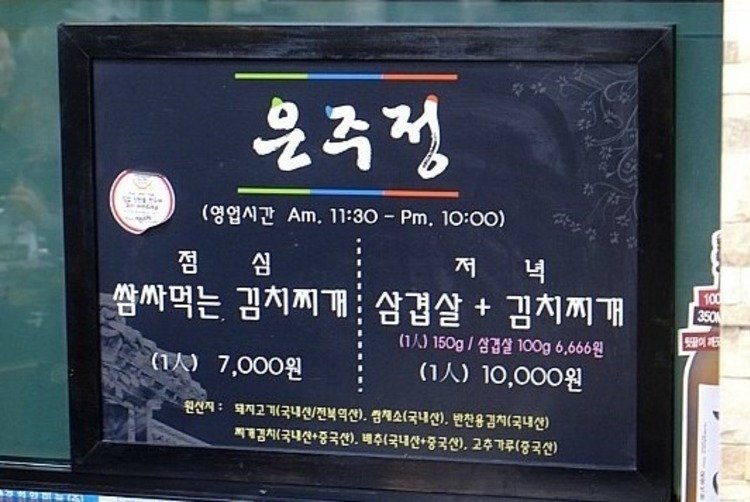 은주정
(영업시간 Am. 11:30 - Pm. 10:00)
점 심
쌈싸먹는 김치찌개
(1人) 7,000원
저 녁
삼겹살 + 김치찌개
(1人) 150g / 삼겹살 100g 6,666원
(1人) 10,000원
원산지 : 돼지고기(국내산/전북익산), 쌈채소(국내산), 반찬용김치(국내산)
찌개김치(국내산+중국산), 배추(국내산+중국산), 고추가루(중국산)
100
350M